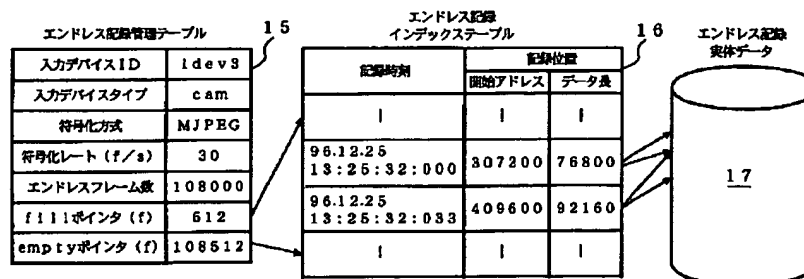 エンドレス記録管理テーブル
15
入力デバイスID idev3
入力デバイスタイプ cam
符号化方式 MJPEG
符号化レート(f/s) 30
エンドレスフレーム数 108000
fillポインタ(f) 612
emptyポインタ(f) 108512
エンドレス記録
インデックステーブル
16
記録時刻 記録位置
開始アドレス データ長
96.12.25
13:25:32:000 307200 76800
96.12.25
13:25:32:033 409600 92160
エンドレス記録
実体データ
17